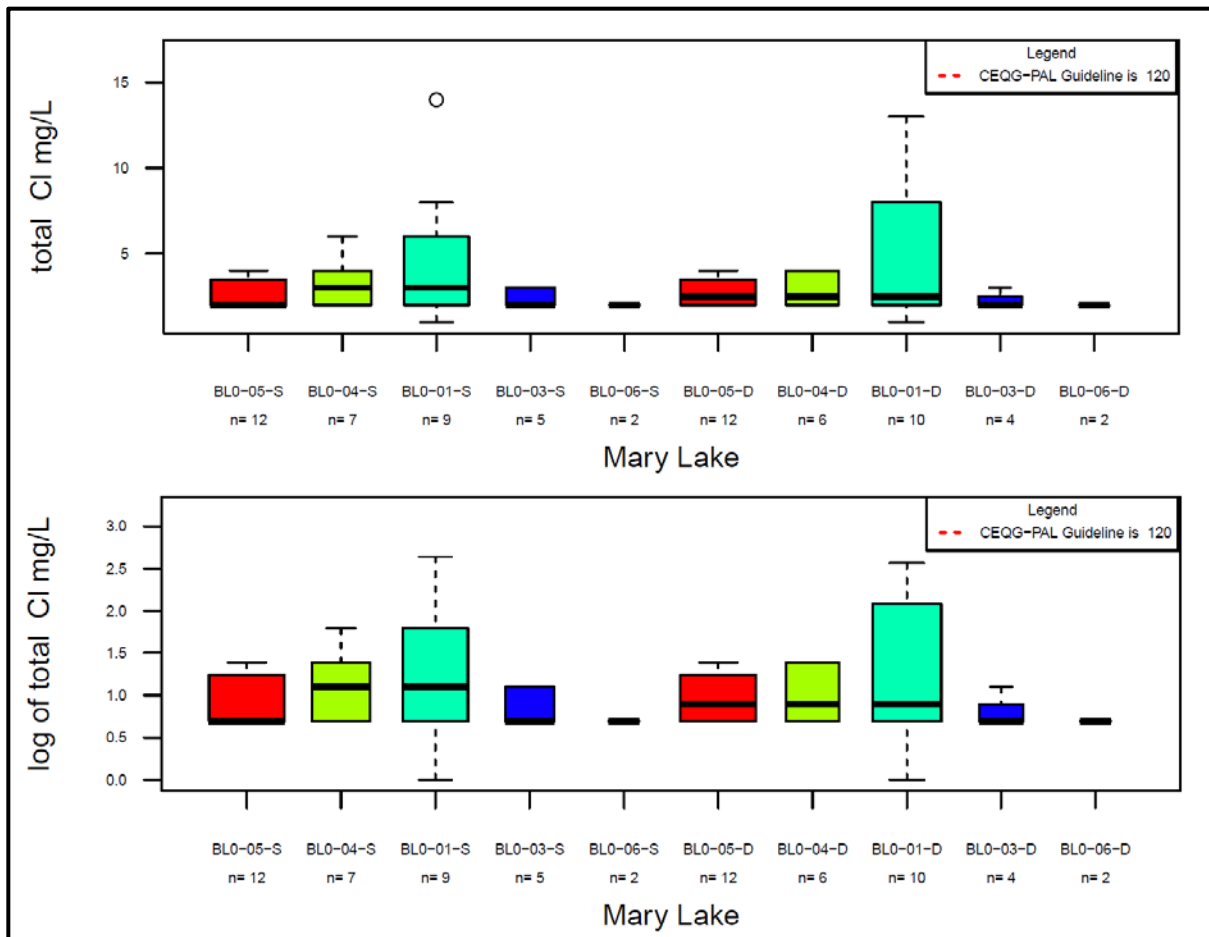 Legend
CEQG-PAL Guideline is 120
total Cl mg/L
15
10
5
BL0-05-S BL0-04-S BL0-01-S BL0-03-S BL0-06-S BL0-05-D BL0-04-D BL0-01-D BL0-03-D BL0-06-D
n= 12 n= 7 n= 9 n= 5 n= 2 n= 12 n= 6 n= 10 n= 4 n= 2
Mary Lake
Legend
CEQG-PAL Guideline is 120
log of total Cl mg/L
3.0
2.5
2.0
1.5
1.0
0.5
0.0
BL0-05-S BL0-04-S BL0-01-S BL0-03-S BL0-06-S BL0-05-D BL0-04-D BL0-01-D BL0-03-D BL0-06-D
n= 12 n= 7 n= 9 n= 5 n= 2 n= 12 n= 6 n= 10 n= 4 n= 2
Mary Lake